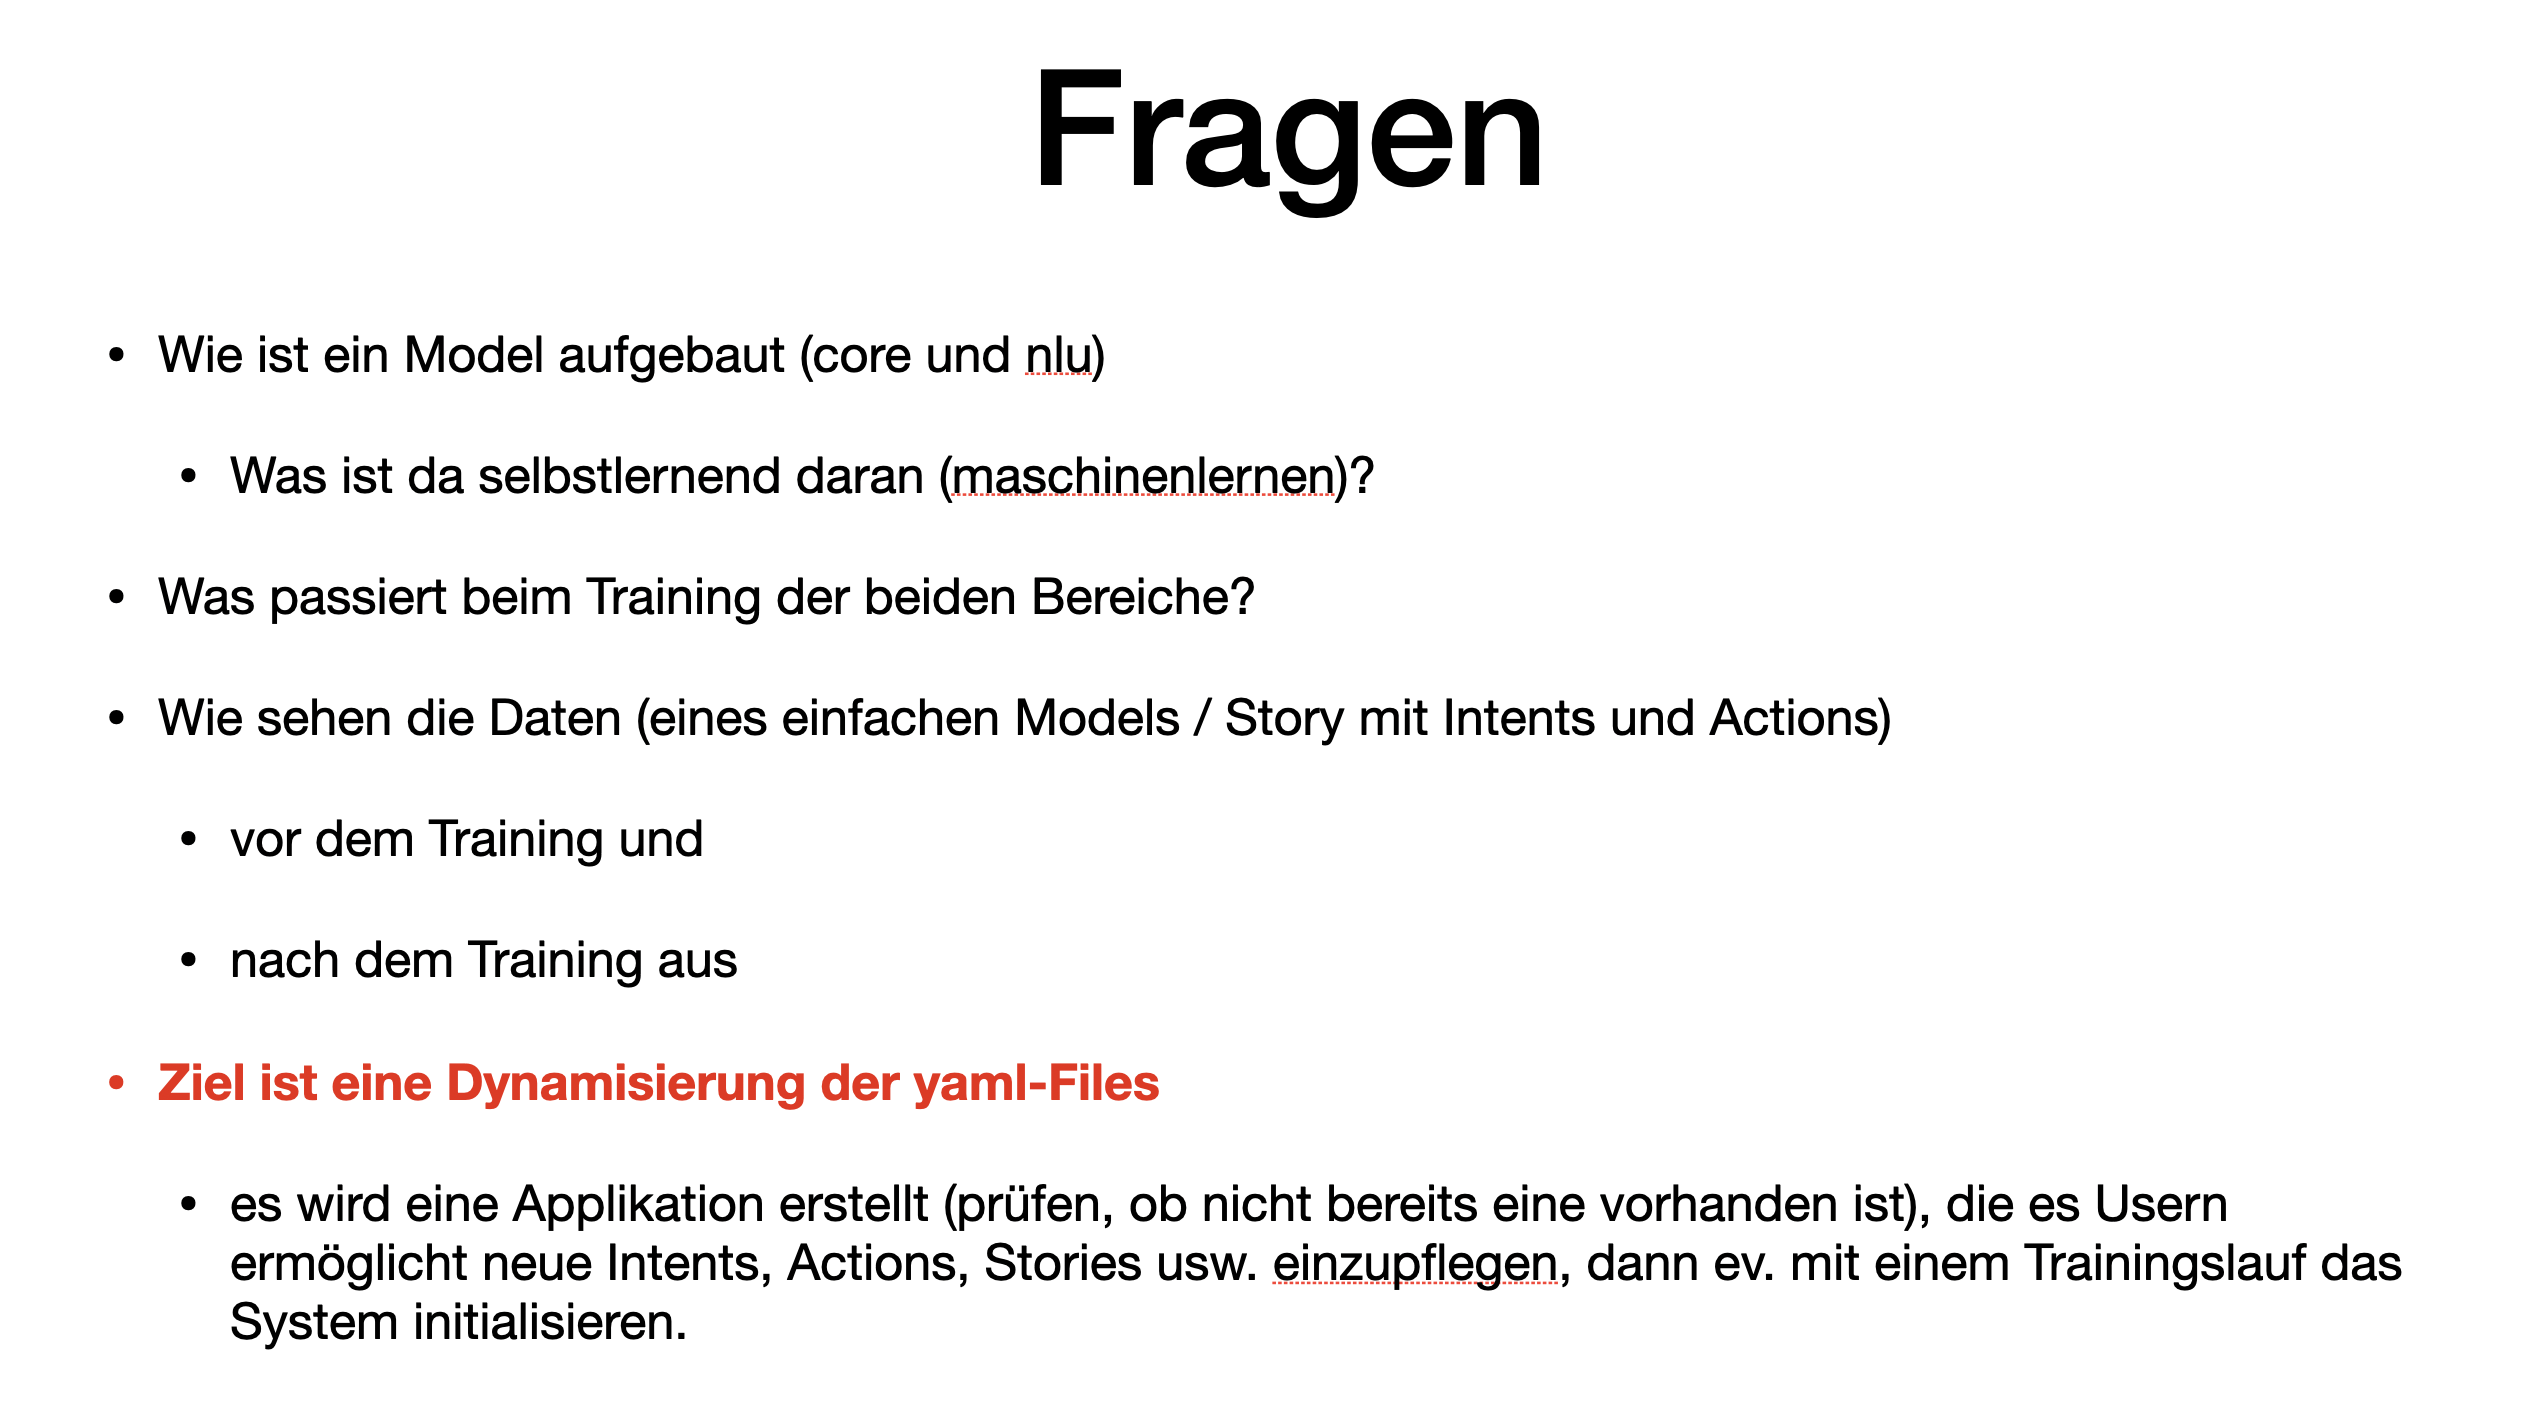 Fragen
• Wie ist ein Model aufgebaut (core und nlu)
• Was ist da selbstlernend daran (maschinenlernen)?
• Was passiert beim Training der beiden Bereiche?
• Wie sehen die Daten (eines einfachen Models / Story mit Intents und Actions)
• vor dem Training und
• nach dem Training aus
• Ziel ist eine Dynamisierung der yaml-Files
• es wird eine Applikation erstellt (prüfen, ob nicht bereits eine vorhanden ist), die es Usern
ermöglicht neue Intents, Actions, Stories usw. einzupflegen, dann ev. mit einem Trainingslauf das
System initialisieren.